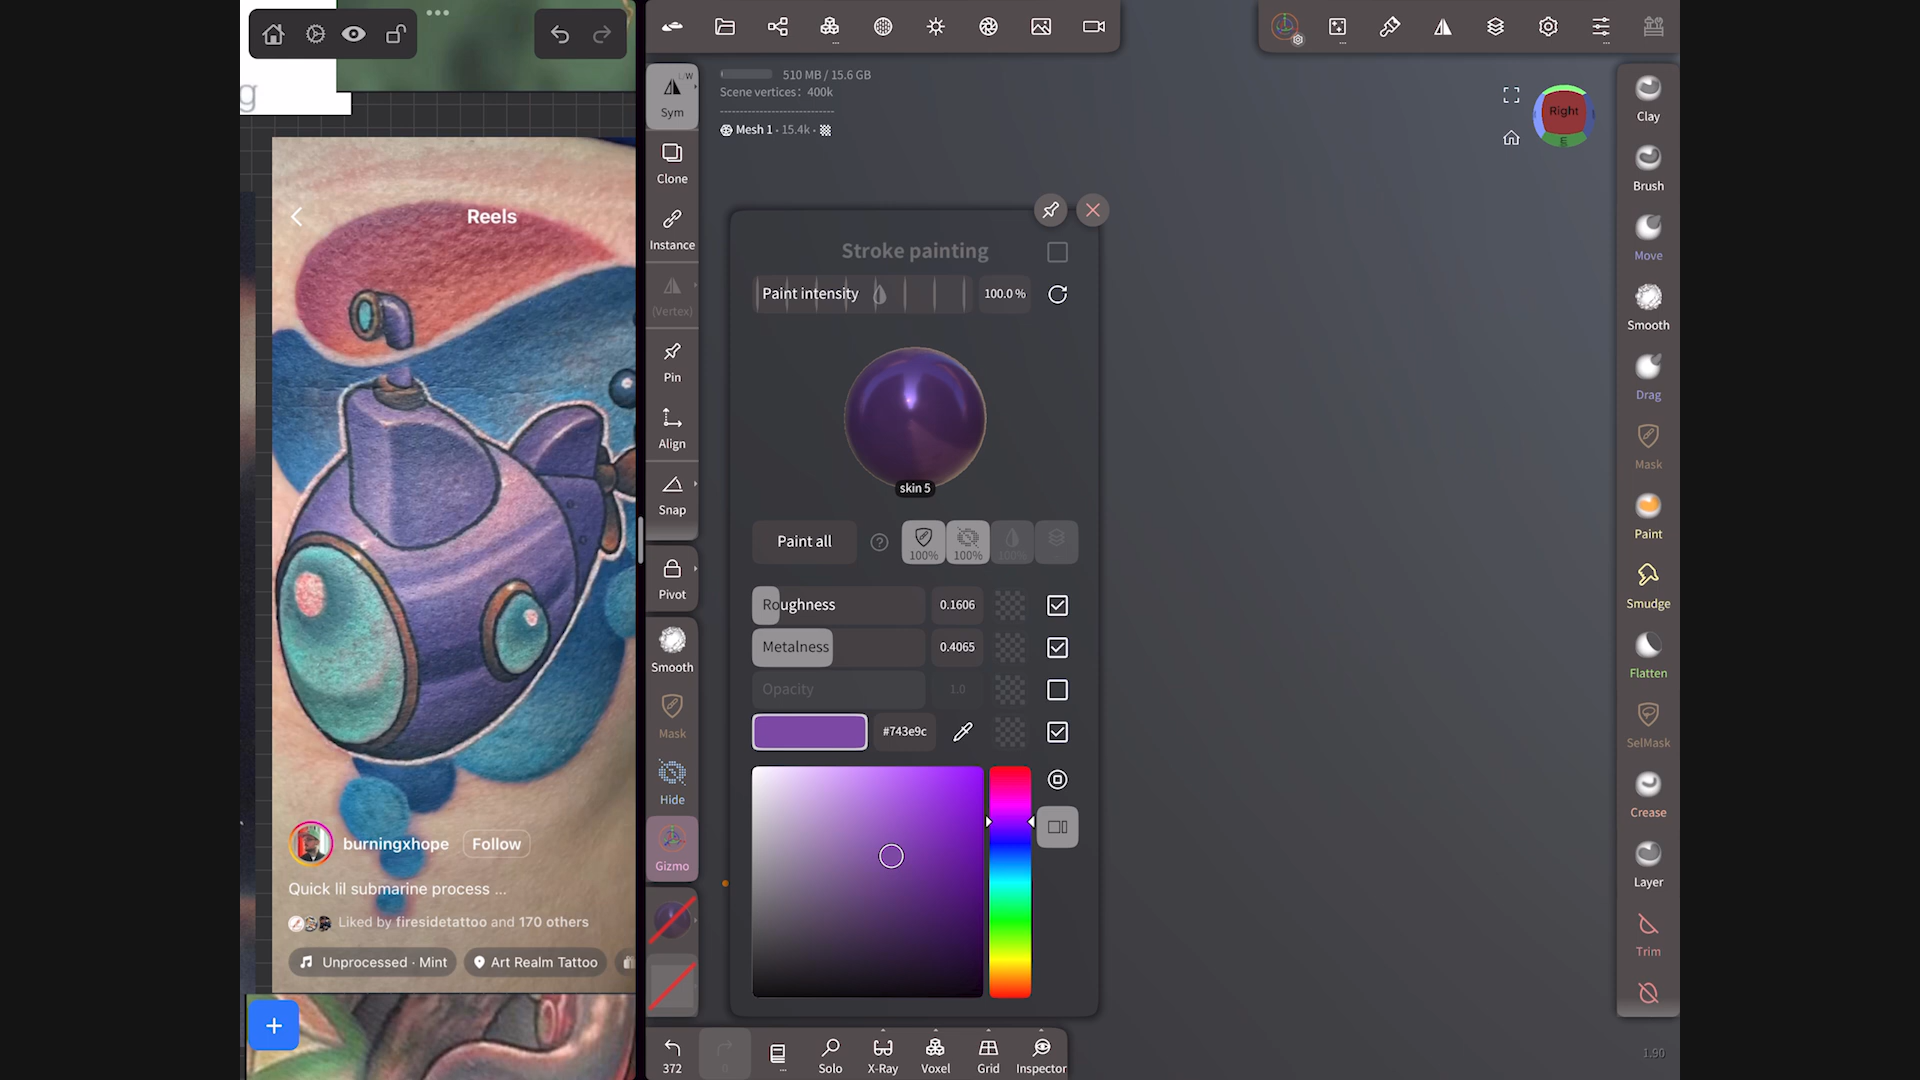 g
Reels
burningxhope
Follow
Quick lil submarine process ...
Liked by firesidetattoo and 170 others
Unprocessed · Mint
Art Realm Tattoo
L/W
Sym
Clone
Instance
(Vertex)
Pin
Align
Snap
Pivot
Smooth
Mask
Hide
Gizmo
510 MB / 15.6 GB
Scene vertices: 400k
Mesh 1 · 15.4k ·
Stroke painting
Paint intensity
100.0 %
skin 5
Paint all
?
100%
100%
100%
Roughness
0.1606
Metalness
0.4065
Opacity
1.0
#743e9c
372
0
Solo
X-Ray
Voxel
Grid
Inspector
Right
Clay
Brush
Move
Smooth
Drag
Mask
Paint
Smudge
Flatten
SelMask
Crease
Layer
Trim
1.90